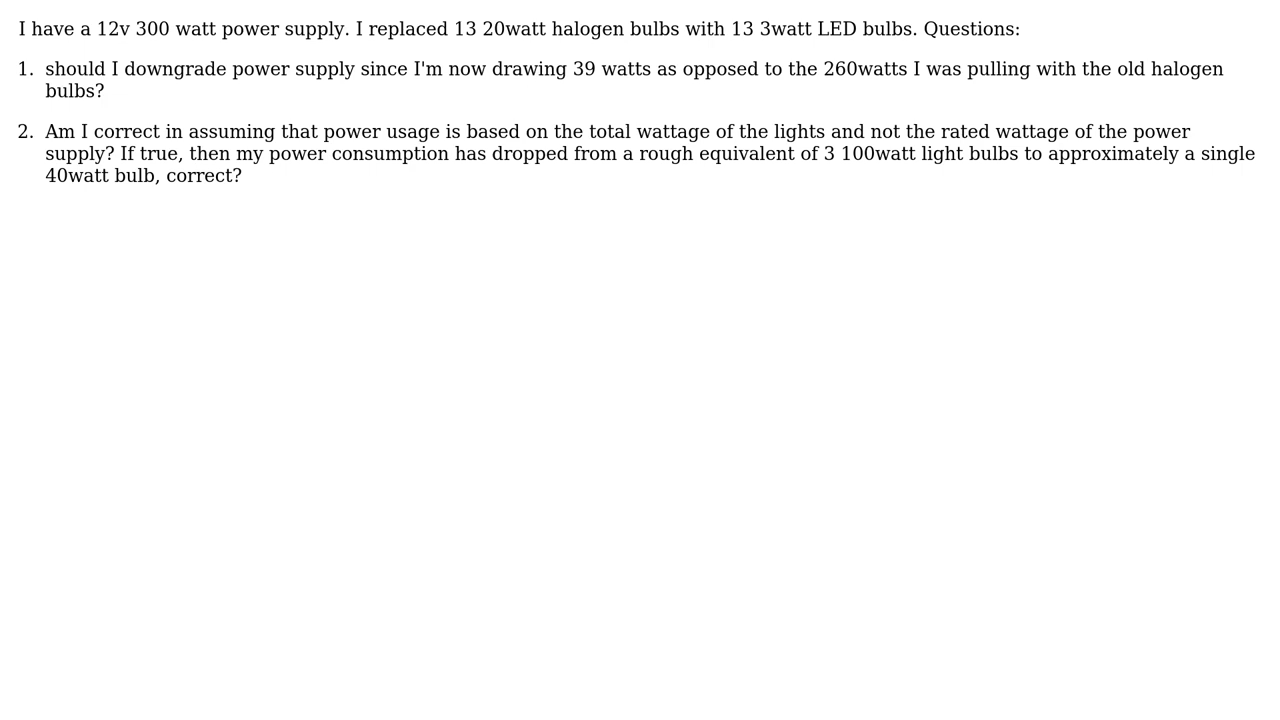 I have a 12v 300 watt power supply. I replaced 13 20watt halogen bulbs with 13 3watt LED bulbs. Questions:
1. should I downgrade power supply since I'm now drawing 39 watts as opposed to the 260watts I was pulling with the old halogen
bulbs?
2. Am I correct in assuming that power usage is based on the total wattage of the lights and not the rated wattage of the power
supply? If true, then my power consumption has dropped from a rough equivalent of 3 100watt light bulbs to approximately a single
40watt bulb, correct?